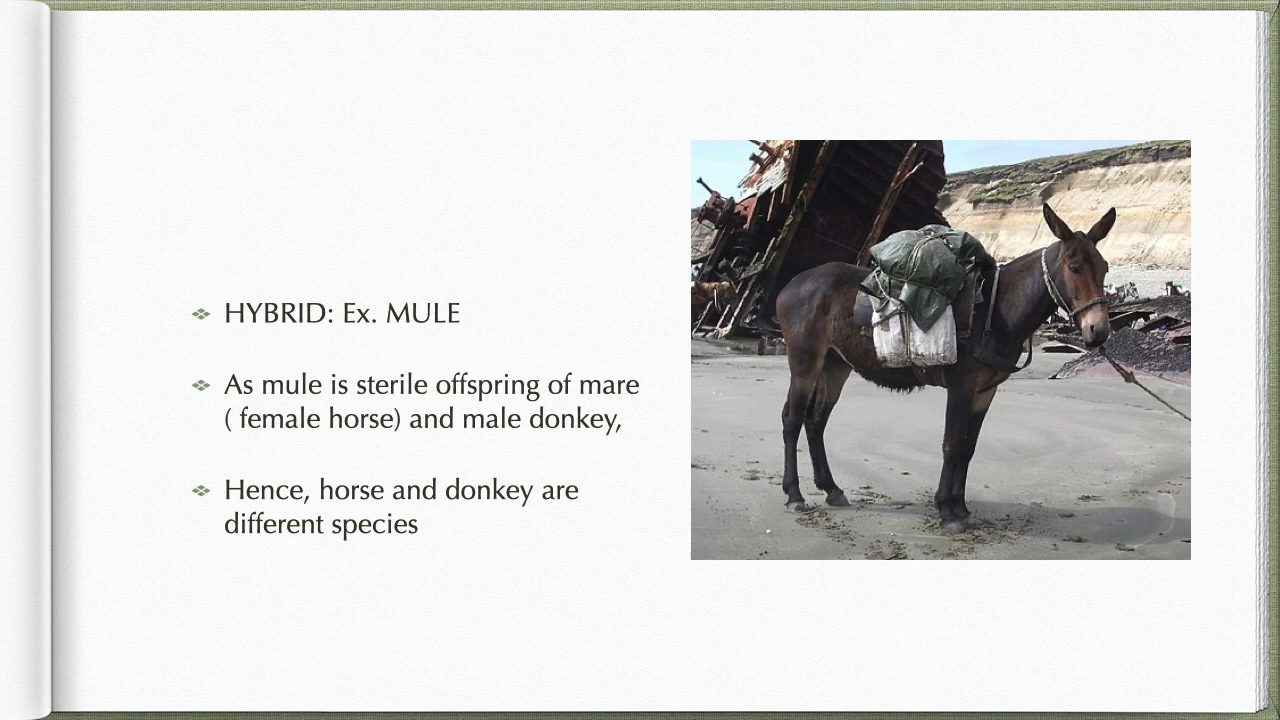 HYBRID: Ex. MULE
As mule is sterile offspring of mare
( female horse) and male donkey,
Hence, horse and donkey are
different species